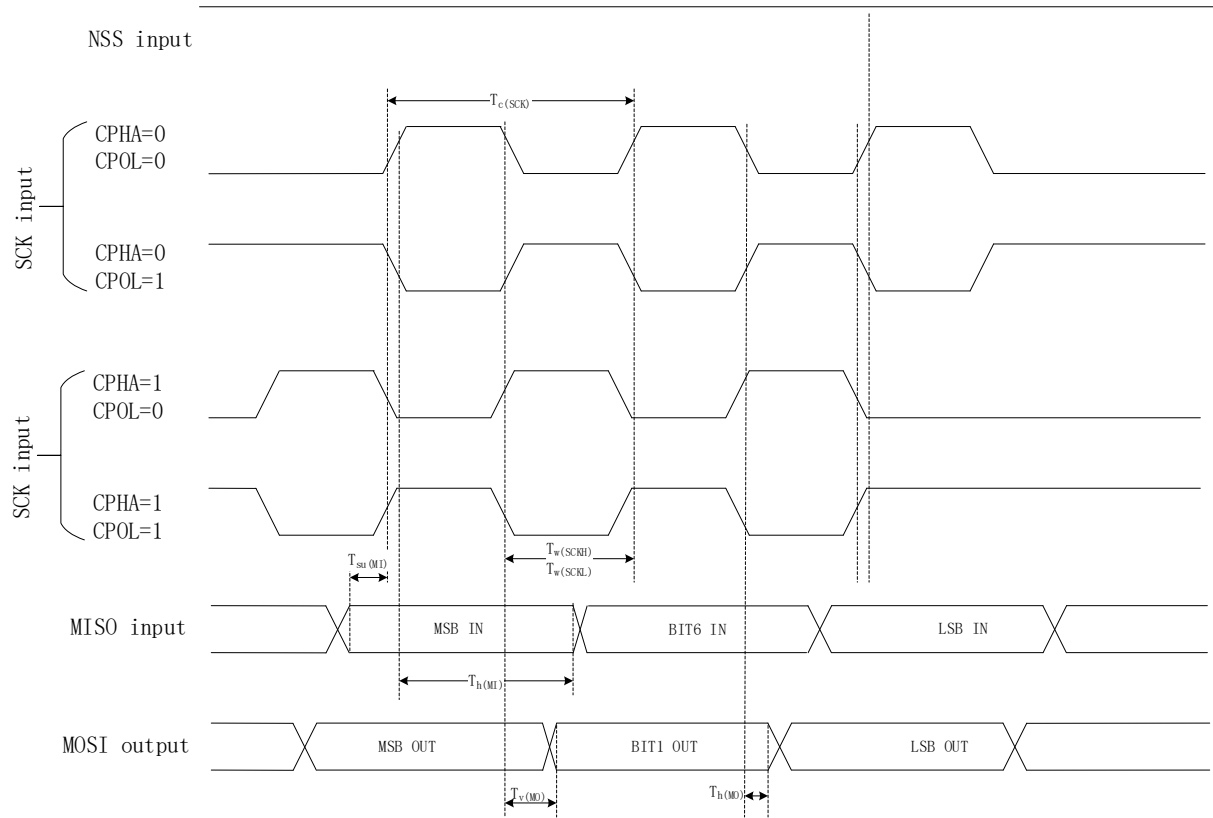 NSS input
Tc(SCK)
SCK input
CPHA=0
CPOL=0
CPHA=0
CPOL=1
SCK input
CPHA=1
CPOL=0
CPHA=1
CPOL=1
Tw(SCKH)
Tw(SCKL)
Tsu(MI)
MISO input
MSB IN
BIT6 IN
LSB IN
Th(MI)
MOSI output
MSB OUT
BIT1 OUT
LSB OUT
Tv(MO)
Th(MO)